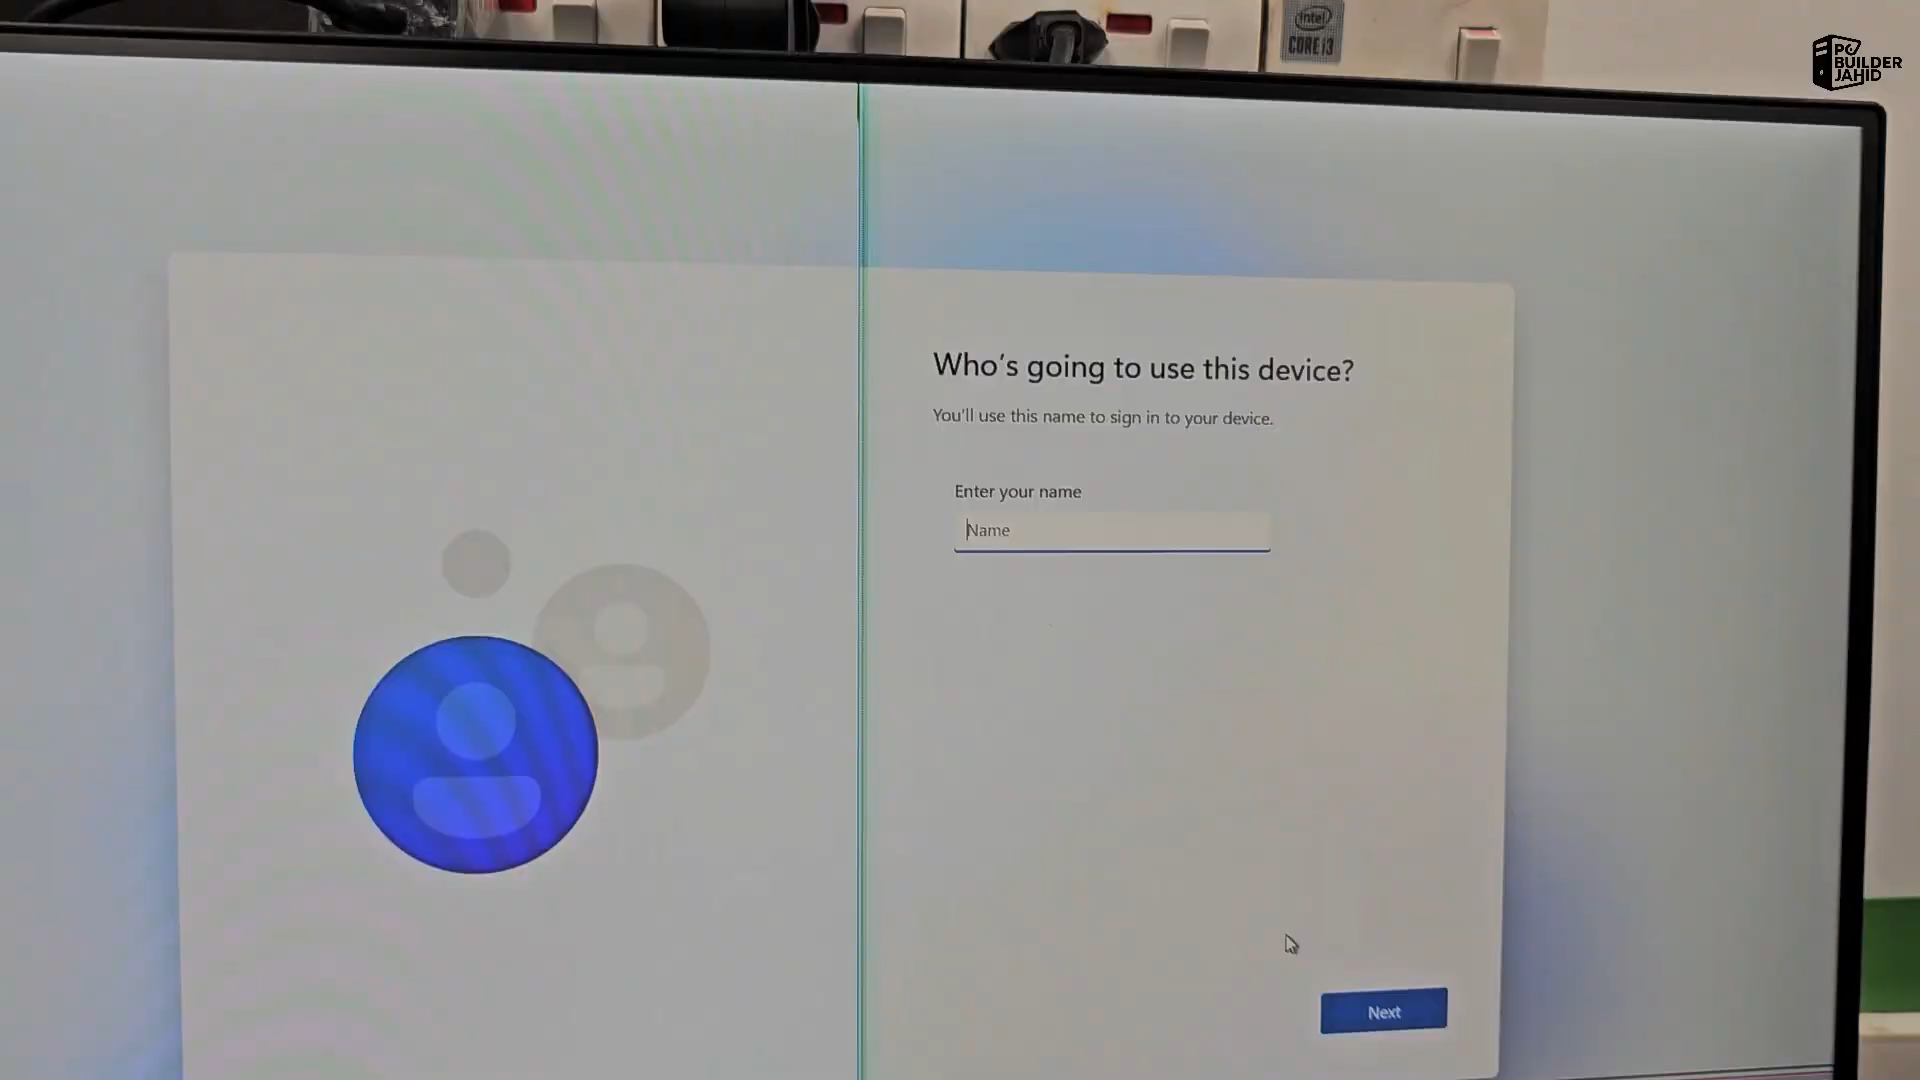 intel
CORE i3
PC
BUILDER
JAHID
Who's going to use this device?
You'll use this name to sign in to your device.
Enter your name
Name
Next